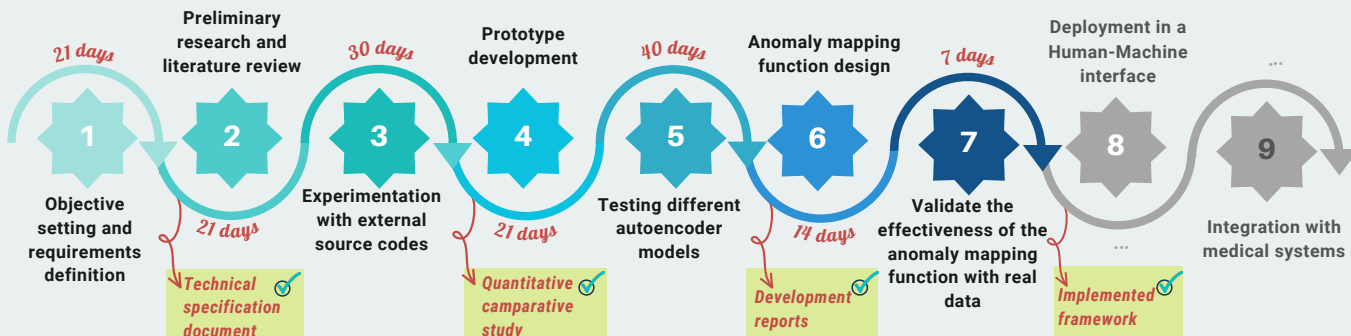 21 days
1
Objective
setting and
requirements
definition
Technical
specification
document
Preliminary
research and
literature review
2
21 days
30 days
3
Experimentation
with external
source codes
Quantitative
camparative
study
Prototype
development
4
21 days
40 days
5
Testing different
autoencoder
models
Development
reports
Anomaly mapping
function design
6
14 days
7 days
7
Validate the
effectiveness of the
anomaly mapping
function with real
data
Implemented
framework
Deployment in a
Human-Machine
interface
8
...
...
9
Integration with
medical systems